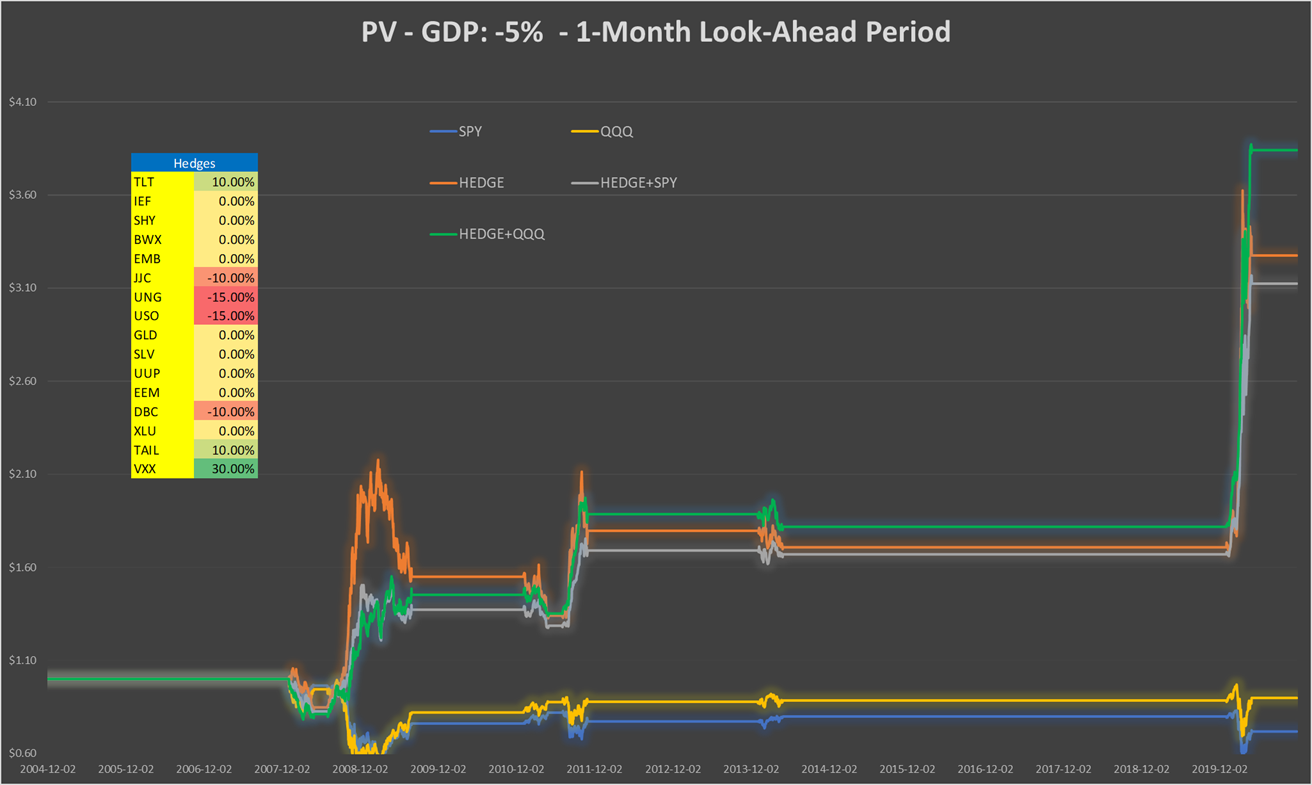 PV - GDP: -5%  - 1-Month Look-Ahead Period
$4.10
SPY QQQ
Hedges
TLT 10.00%
HEDGE HEDGE+SPY
$3.60
IEF 0.00%
SHY 0.00%
HEDGE+QQQ
BWX 0.00%
EMB 0.00%
JJC -10.00%
$3.10
UNG -15.00%
USO -15.00%
GLD 0.00%
SLV 0.00%
UUP 0.00%
$2.60
EEM 0.00%
DBC -10.00%
XLU 0.00%
TAIL 10.00%
VXX 30.00%
$2.10
$1.60
$1.10
$0.60
2004-12-02 2005-12-02 2006-12-02 2007-12-02 2008-12-02 2009-12-02 2010-12-02 2011-12-02 2012-12-02 2013-12-02 2014-12-02 2015-12-02 2016-12-02 2017-12-02 2018-12-02 2019-12-02